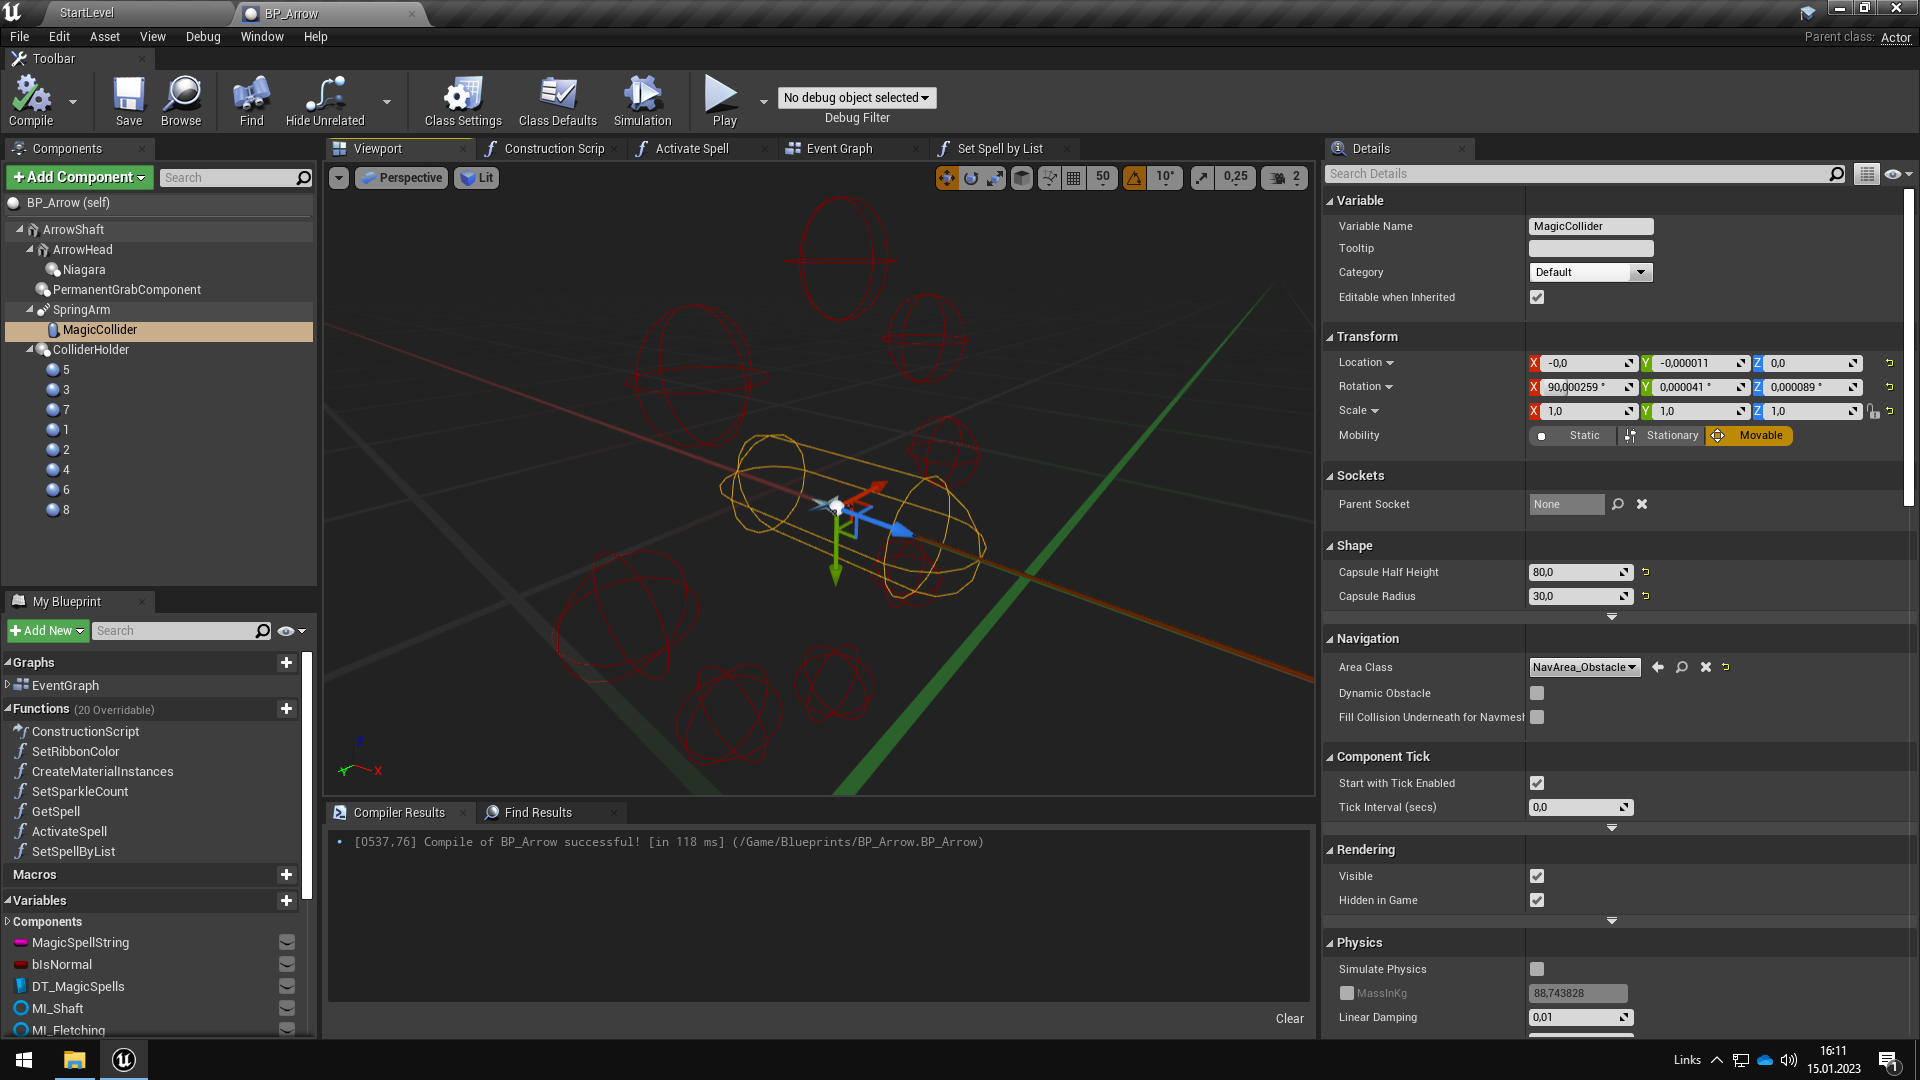 StartLevel
BP_Arrow
File Edit Asset View Debug Window Help
Parent class: Actor
Toolbar
Compile
Save
Browse
Find
Hide Unrelated
Class Settings
Class Defaults
Simulation
Play
No debug object selected
Debug Filter
Components
+Add Component
Search
BP_Arrow (self)
ArrowShaft
ArrowHead
Niagara
PermanentGrabComponent
SpringArm
MagicCollider
ColliderHolder
5
3
7
1
2
4
6
8
My Blueprint
+Add New
Search
Graphs
EventGraph
Functions (20 Overridable)
ConstructionScript
SetRibbonColor
CreateMaterialInstances
SetSparkleCount
GetSpell
ActivateSpell
SetSpellByList
Macros
Variables
Components
MagicSpellString
bIsNormal
DT_MagicSpells
MI_Shaft
MI_Fletching
Viewport
Construction Scrip
Activate Spell
Event Graph
Set Spell by List
Perspective
Lit
50
10°
0,25
2
Z
Y
X
Compiler Results
Find Results
[0537,76] Compile of BP_Arrow successful! [in 118 ms] (/Game/Blueprints/BP_Arrow.BP_Arrow)
Clear
Details
Search Details
Variable
Variable Name MagicCollider
Tooltip
Category Default
Editable when Inherited
Transform
Location X -0,0 Y -0,000011 Z 0,0
Rotation X 90,000259 ° Y 0,000041 ° Z 0,000089 °
Scale X 1,0 Y 1,0 Z 1,0
Mobility Static Stationary Movable
Sockets
Parent Socket None
Shape
Capsule Half Height 80,0
Capsule Radius 30,0
Navigation
Area Class NavArea_Obstacle
Dynamic Obstacle
Fill Collision Underneath for Navmesh
Component Tick
Start with Tick Enabled
Tick Interval (secs) 0,0
Rendering
Visible
Hidden in Game
Physics
Simulate Physics
MassInKg 88,743828
Linear Damping 0,01
Links
16:11
15.01.2023
1